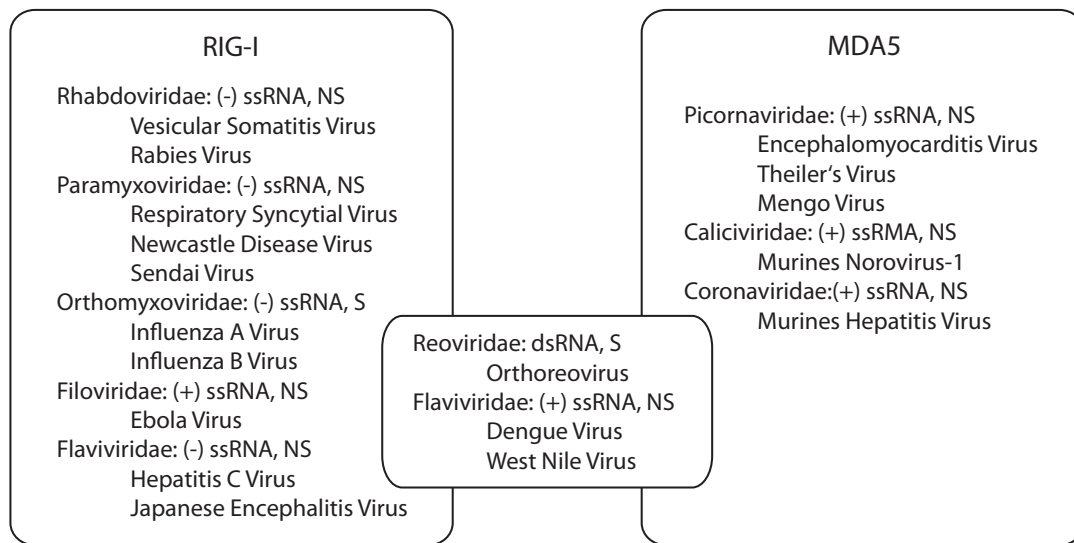 RIG-I
Rhabdoviridae: (-) ssRNA, NS
Vesicular Somatitis Virus
Rabies Virus
Paramyxoviridae: (-) ssRNA, NS
Respiratory Syncytial Virus
Newcastle Disease Virus
Sendai Virus
Orthomyxoviridae: (-) ssRNA, S
Influenza A Virus
Influenza B Virus
Filoviridae: (+) ssRNA, NS
Ebola Virus
Flaviviridae: (-) ssRNA, NS
Hepatitis C Virus
Japanese Encephalitis Virus
Reoviridae: dsRNA, S
Orthoreovirus
Flaviviridae: (+) ssRNA, NS
Dengue Virus
West Nile Virus
MDA5
Picornaviridae: (+) ssRNA, NS
Encephalomyocarditis Virus
Theiler‘s Virus
Mengo Virus
Caliciviridae: (+) ssRMA, NS
Murines Norovirus-1
Coronaviridae:(+) ssRNA, NS
Murines Hepatitis Virus